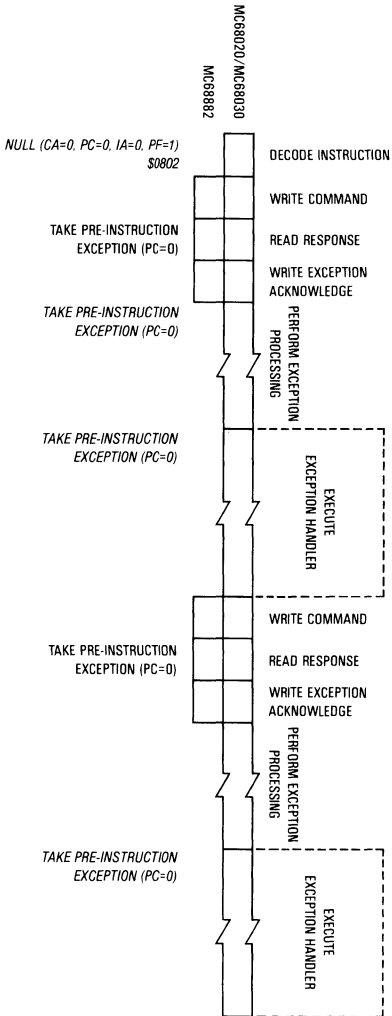 MC68020/MC68030
MC68882
NULL (CA=0, PC=0, IA=0, PF=1)
$0802
DECODE INSTRUCTION
WRITE COMMAND
TAKE PRE-INSTRUCTION
EXCEPTION (PC=0)
READ RESPONSE
WRITE EXCEPTION
ACKNOWLEDGE
TAKE PRE-INSTRUCTION
EXCEPTION (PC=0)
PERFORM EXCEPTION
PROCESSING
TAKE PRE-INSTRUCTION
EXCEPTION (PC=0)
EXECUTE
EXCEPTION HANDLER
WRITE COMMAND
TAKE PRE-INSTRUCTION
EXCEPTION (PC=0)
READ RESPONSE
WRITE EXCEPTION
ACKNOWLEDGE
PERFORM EXCEPTION
PROCESSING
TAKE PRE-INSTRUCTION
EXCEPTION (PC=0)
EXECUTE
EXCEPTION HANDLER